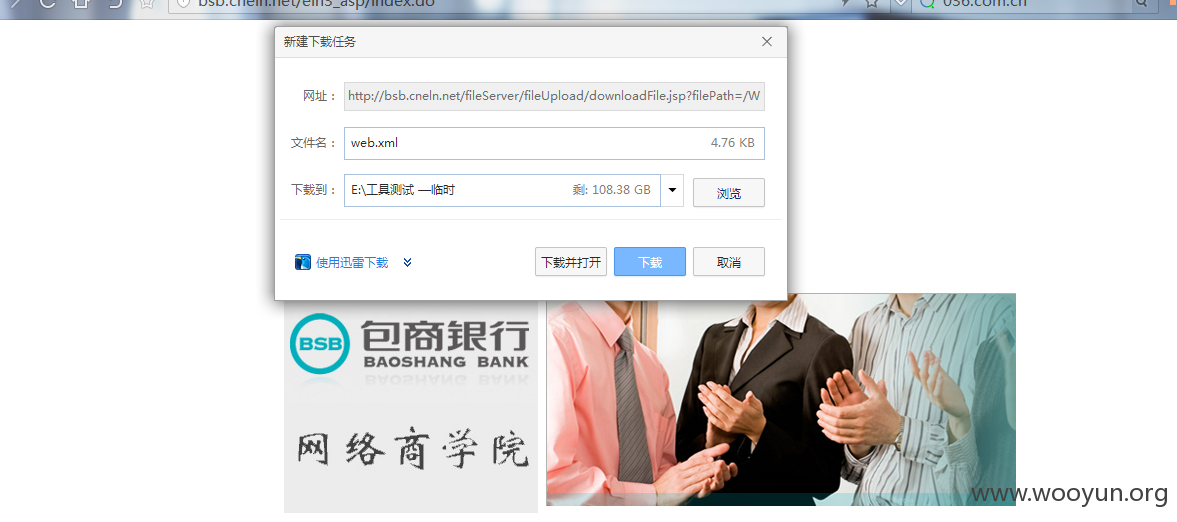 bsb.cneln.net/eln3_asp/index.do
036.com.cn
新建下载任务
网址：
http://bsb.cneln.net/fileServer/fileUpload/downloadFile.jsp?filePath=/W
文件名：
web.xml
4.76 KB
下载到：
E:\工具测试 —临时
剩: 108.38 GB
浏览
使用迅雷下载
下载并打开
下载
取消
BSB
包商银行
BAOSHANG BANK
网络商学院
www.wooyun.org